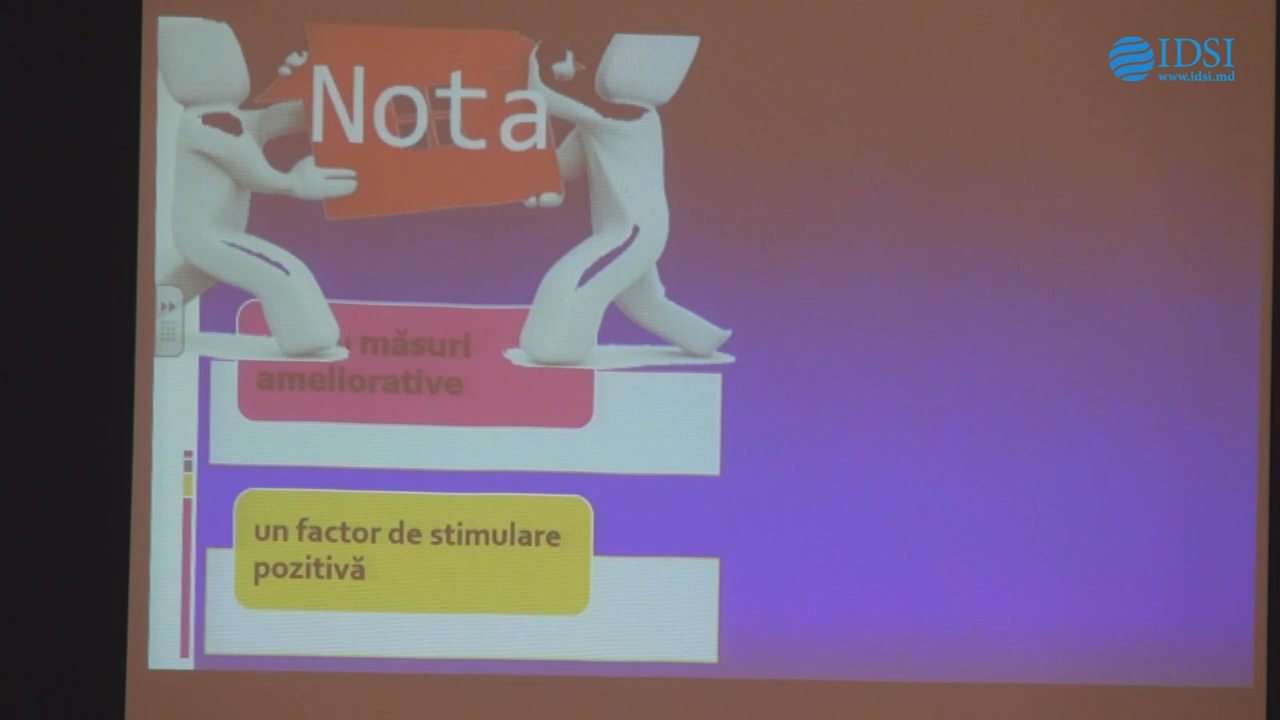 IDSI
www.idsi.md
Nota
măsuri
ameliorative
un factor de stimulare
pozitivă